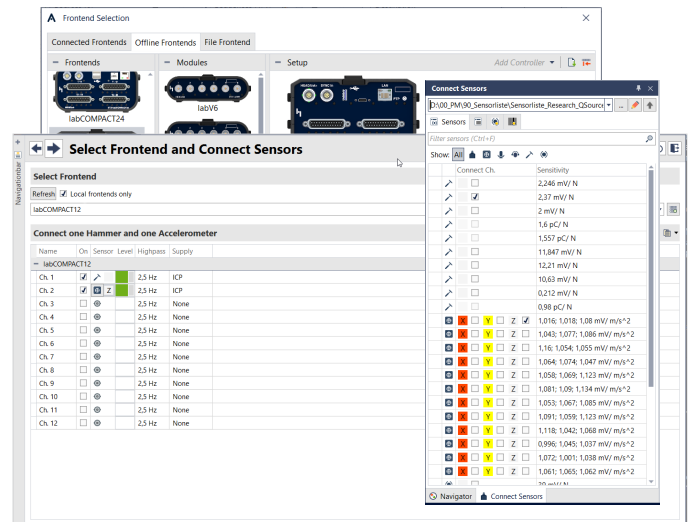 Frontend Selection
Connected Frontends Offline Frontends File Frontend
Frontends
Modules
Setup
Add Controller
labCOMPACT24
labV6
LAN
Connect Sensors
D:\00_PM\90_Sensorliste\Sensorliste_Research_QSource
Sensors
Filter sensors (Ctrl+F)
Show: All
Connect Ch. Sensitivity
2,246 mV/ N
2,37 mV/ N
2 mV/ N
1,6 pC/ N
1,557 pC/ N
11,847 mV/ N
12,21 mV/ N
10,63 mV/ N
0,212 mV/ N
0,98 pC/ N
X Y Z 1,016; 1,018; 1,08 mV/ m/s^2
X Y Z 1,043; 1,077; 1,086 mV/ m/s^2
X Y Z 1,16; 1,054; 1,055 mV/ m/s^2
X Y Z 1,064; 1,074; 1,047 mV/ m/s^2
X Y Z 1,058; 1,069; 1,123 mV/ m/s^2
X Y Z 1,081; 1,09; 1,134 mV/ m/s^2
X Y Z 1,053; 1,067; 1,085 mV/ m/s^2
X Y Z 1,091; 1,059; 1,123 mV/ m/s^2
X Y Z 1,118; 1,042; 1,068 mV/ m/s^2
X Y Z 0,996; 1,045; 1,037 mV/ m/s^2
X Y Z 1,072; 1,001; 1,038 mV/ m/s^2
X Y Z 1,061; 1,065; 1,062 mV/ m/s^2
Navigator Connect Sensors
Navigationbar
Select Frontend and Connect Sensors
Select Frontend
Refresh Local frontends only
labCOMPACT12
Connect one Hammer and one Accelerometer
Name On Sensor Level Highpass Supply
labCOMPACT12
Ch. 1 2,5 Hz ICP
Ch. 2 Z 2,5 Hz ICP
Ch. 3 2,5 Hz None
Ch. 4 2,5 Hz None
Ch. 5 2,5 Hz None
Ch. 6 2,5 Hz None
Ch. 7 2,5 Hz None
Ch. 8 2,5 Hz None
Ch. 9 2,5 Hz None
Ch. 10 2,5 Hz None
Ch. 11 2,5 Hz None
Ch. 12 2,5 Hz None